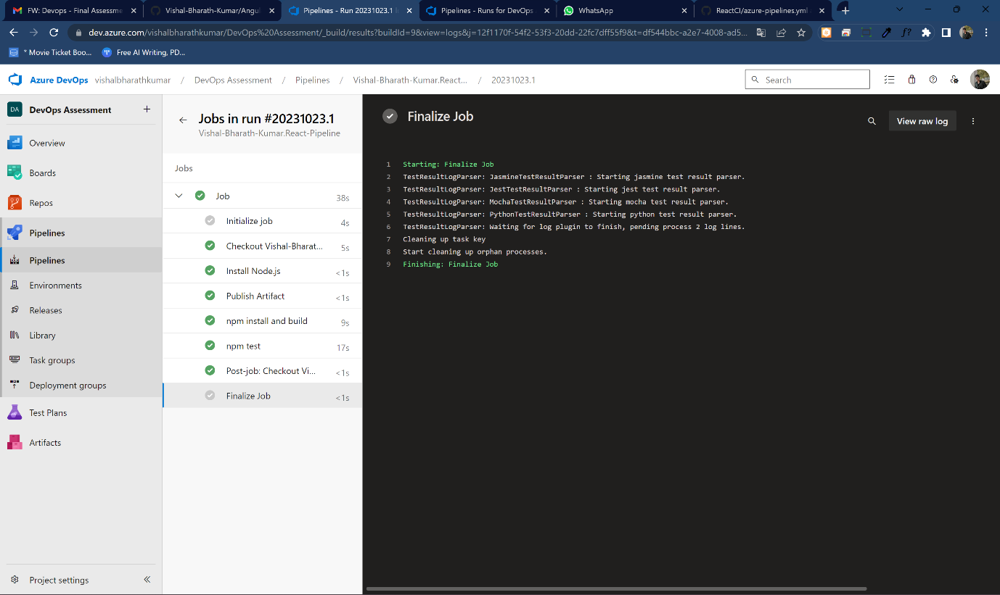 FW: Devops - Final Assessme
Vishal-Bharath-Kumar/Angul
Pipelines - Run 20231023.1
Pipelines - Runs for DevOps
WhatsApp
ReactCI/azure-pipelines.yml
dev.azure.com/vishalbharathkumar/DevOps%20Assessment/_build/results?buildId=9&view=logs&j=12f1170f-54f2-53f3-20dd-22fc7dff55f9&t=df544bbc-a2e7-4008-ad5...
f?
* Movie Ticket Boo...
Free AI Writing, PD...
Azure DevOps
vishalbharathkumar / DevOps Assessment / Pipelines / Vishal-Bharath-Kumar.React... / 20231023.1
Search
DA
DevOps Assessment
+
Overview
Boards
Repos
Pipelines
Pipelines
Environments
Releases
Library
Task groups
Deployment groups
Test Plans
Artifacts
Project settings
Jobs in run #20231023.1
Vishal-Bharath-Kumar.React-Pipeline
Jobs
Job 38s
Initialize job 4s
Checkout Vishal-Bharat... 5s
Install Node.js <1s
Publish Artifact <1s
npm install and build 9s
npm test 17s
Post-job: Checkout Vi... <1s
Finalize Job <1s
Finalize Job
View raw log
1 Starting: Finalize Job
2 TestResultLogParser: JasmineTestResultParser : Starting jasmine test result parser.
3 TestResultLogParser: JestTestResultParser : Starting jest test result parser.
4 TestResultLogParser: MochaTestResultParser : Starting mocha test result parser.
5 TestResultLogParser: PythonTestResultParser : Starting python test result parser.
6 TestResultLogParser: Waiting for log plugin to finish, pending process 2 log lines.
7 Cleaning up task key
8 Start cleaning up orphan processes.
9 Finishing: Finalize Job